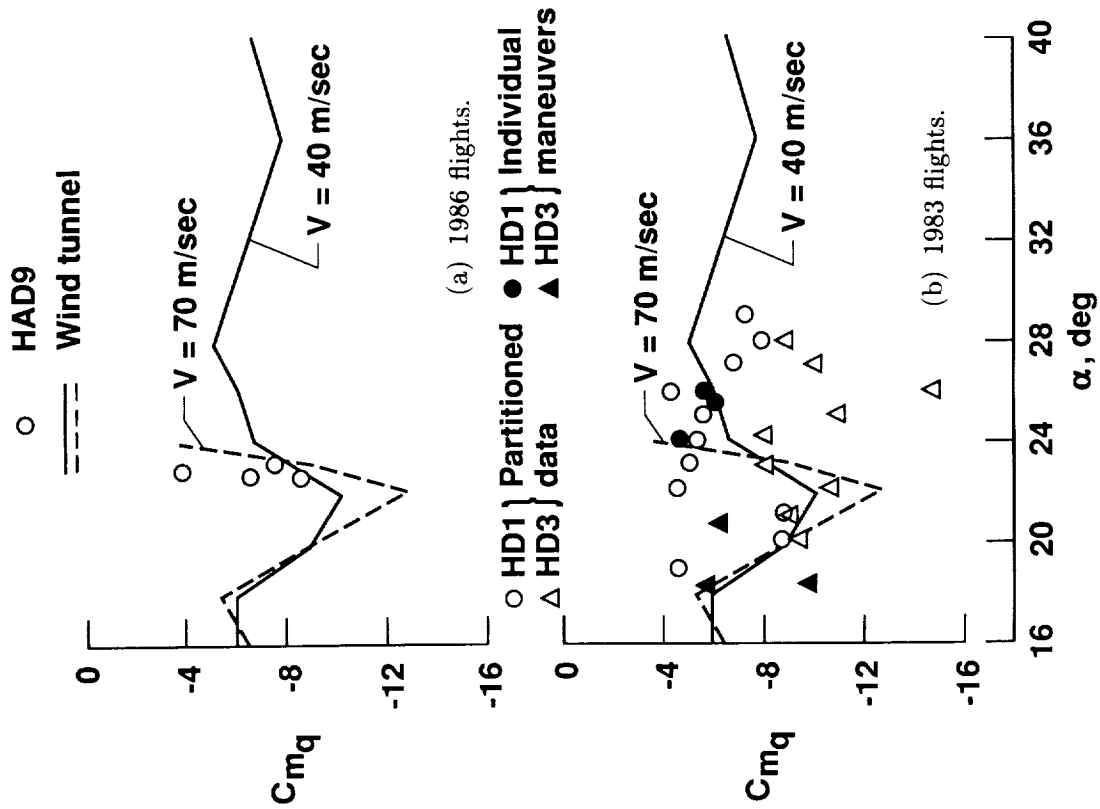 HAD9
Wind tunnel
0
-4
-8
-12
-16
Cmq
V = 70 m/sec
V = 40 m/sec
(a) 1986 flights.
HD1 } Partitioned
HD3 } data
HD1 } Individual
HD3 } maneuvers
0
-4
-8
-12
-16
Cmq
V = 70 m/sec
V = 40 m/sec
(b) 1983 flights.
16 20 24 28 32 36 40
α, deg